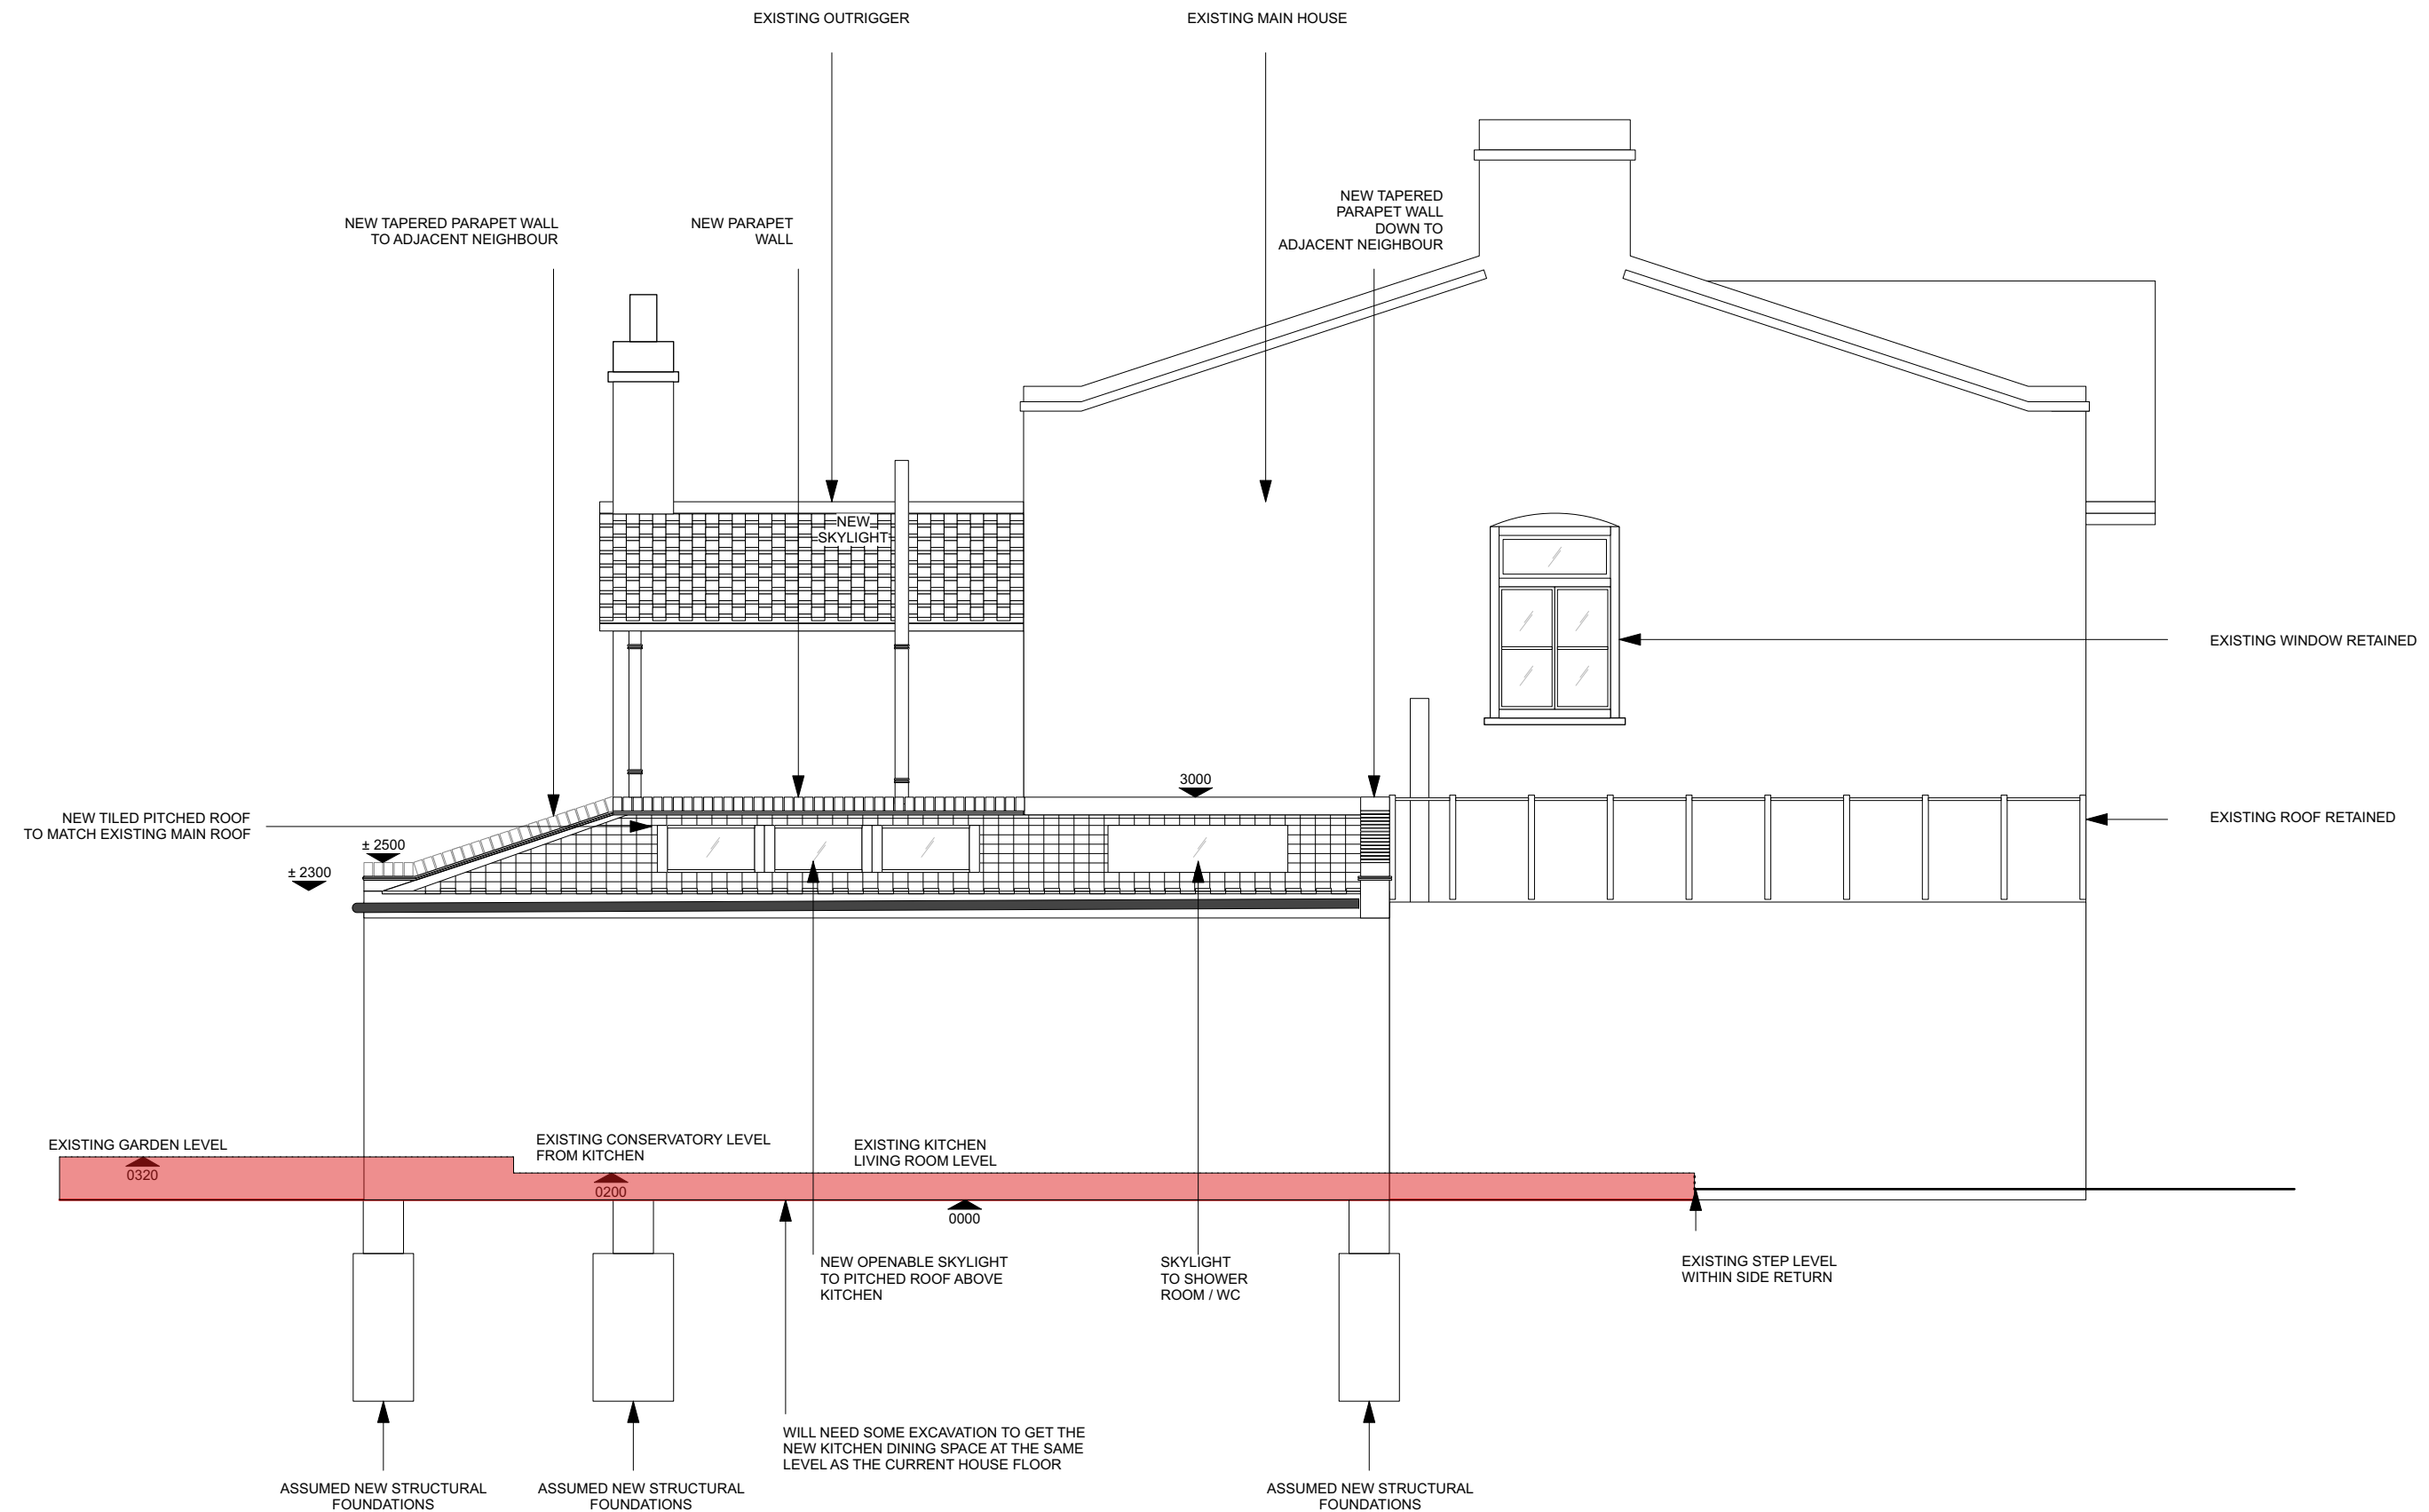 EXISTING OUTRIGGER
EXISTING MAIN HOUSE
NEW TAPERED
PARAPET WALL
DOWN TO
ADJACENT NEIGHBOUR
NEW TAPERED PARAPET WALL
TO ADJACENT NEIGHBOUR
NEW PARAPET
WALL
NEW
SKYLIGHT
EXISTING WINDOW RETAINED
3000
NEW TILED PITCHED ROOF
TO MATCH EXISTING MAIN ROOF
EXISTING ROOF RETAINED
± 2500
± 2300
EXISTING GARDEN LEVEL
0320
EXISTING CONSERVATORY LEVEL
FROM KITCHEN
0200
EXISTING KITCHEN
LIVING ROOM LEVEL
0000
NEW OPENABLE SKYLIGHT
TO PITCHED ROOF ABOVE
KITCHEN
SKYLIGHT
TO SHOWER
ROOM / WC
EXISTING STEP LEVEL
WITHIN SIDE RETURN
WILL NEED SOME EXCAVATION TO GET THE
NEW KITCHEN DINING SPACE AT THE SAME
LEVEL AS THE CURRENT HOUSE FLOOR
ASSUMED NEW STRUCTURAL
FOUNDATIONS
ASSUMED NEW STRUCTURAL
FOUNDATIONS
ASSUMED NEW STRUCTURAL
FOUNDATIONS